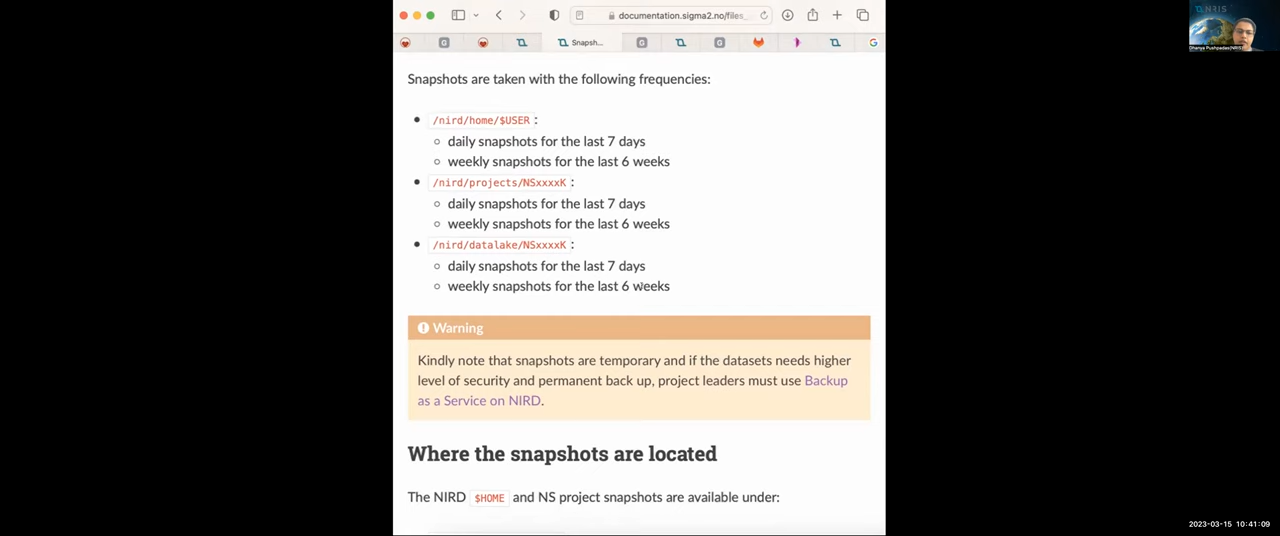 documentation.sigma2.no/files_
Snapsh...
NRIS
Dhanya Pushpadas(NRIS)
Snapshots are taken with the following frequencies:
/nird/home/$USER :
daily snapshots for the last 7 days
weekly snapshots for the last 6 weeks
/nird/projects/NSxxxxK :
daily snapshots for the last 7 days
weekly snapshots for the last 6 weeks
/nird/datalake/NSxxxxK :
daily snapshots for the last 7 days
weekly snapshots for the last 6 weeks
Warning
Kindly note that snapshots are temporary and if the datasets needs higher
level of security and permanent back up, project leaders must use Backup
as a Service on NIRD.
Where the snapshots are located
The NIRD $HOME and NS project snapshots are available under:
2023-03-15 10:41:09